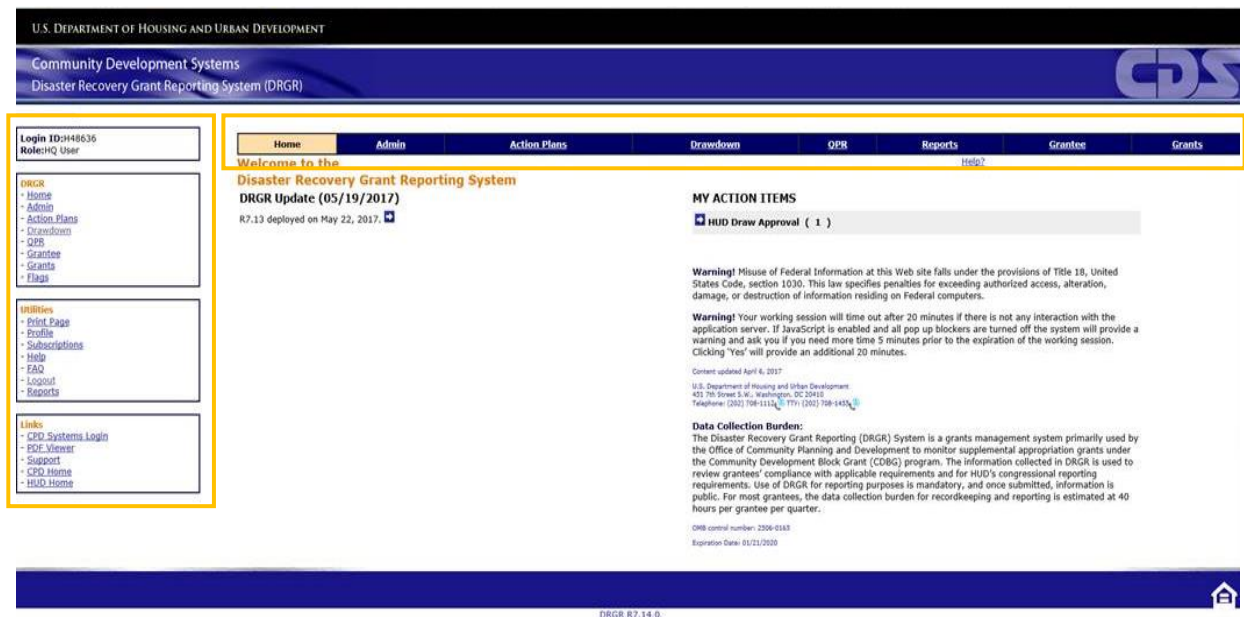 U.S. DEPARTMENT OF HOUSING AND URBAN DEVELOPMENT
Community Development Systems
Disaster Recovery Grant Reporting System (DRGR)
CDS
Login ID:H48636
Role:HQ User
DRGR
- Home
- Admin
- Action Plans
- Drawdown
- QPR
- Grantee
- Grants
- Flags
Utilities
- Print Page
- Profile
- Subscriptions
- Help
- FAQ
- Logout
- Reports
Links
- CPD Systems Login
- PDF Viewer
- Support
- CPD Home
- HUD Home
Home Admin Action Plans Drawdown QPR Reports Grantee Grants
Help?
Welcome to the
Disaster Recovery Grant Reporting System
DRGR Update (05/19/2017)
R7.13 deployed on May 22, 2017.
MY ACTION ITEMS
HUD Draw Approval ( 1 )
Warning! Misuse of Federal Information at this Web site falls under the provisions of Title 18, United
States Code, section 1030. This law specifies penalties for exceeding authorized access, alteration,
damage, or destruction of information residing on Federal computers.
Warning! Your working session will time out after 20 minutes if there is not any interaction with the
application server. If JavaScript is enabled and all pop up blockers are turned off the system will provide a
warning and ask you if you need more time 5 minutes prior to the expiration of the working session.
Clicking 'Yes' will provide an additional 20 minutes.
Content updated April 6, 2017
U.S. Department of Housing and Urban Development
451 7th Street S.W., Washington, DC 20410
Telephone: (202) 708-1112 TTY: (202) 708-1455
Data Collection Burden:
The Disaster Recovery Grant Reporting (DRGR) System is a grants management system primarily used by
the Office of Community Planning and Development to monitor supplemental appropriation grants under
the Community Development Block Grant (CDBG) program. The information collected in DRGR is used to
review grantees' compliance with applicable requirements and for HUD's congressional reporting
requirements. Use of DRGR for reporting purposes is mandatory, and once submitted, information is
public. For most grantees, the data collection burden for recordkeeping and reporting is estimated at 40
hours per grantee per quarter.
OMB control number: 2506-0165
Expiration Date: 01/21/2020
DRGR R7.14.0